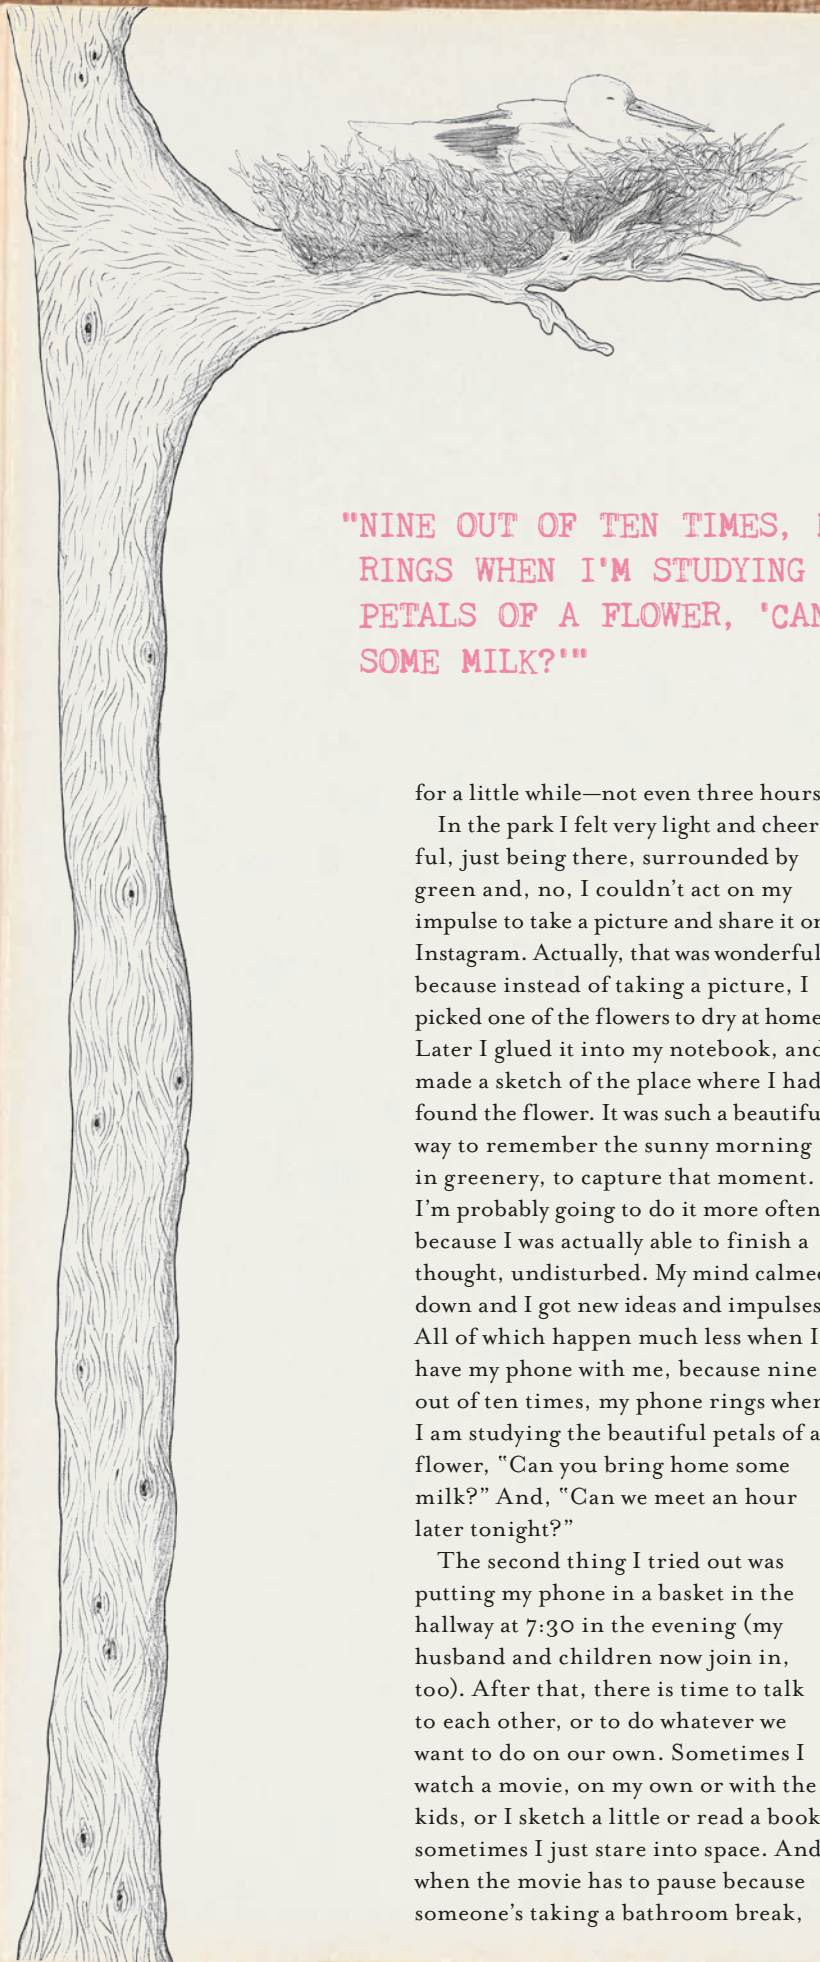 "NINE OUT OF TEN TIMES,
RINGS WHEN I'M STUDYING
PETALS OF A FLOWER, 'CAN
SOME MILK?'"
for a little while—not even three hours
In the park I felt very light and cheer
ful, just being there, surrounded by
green and, no, I couldn't act on my
impulse to take a picture and share it on
Instagram. Actually, that was wonderful
because instead of taking a picture, I
picked one of the flowers to dry at home
Later I glued it into my notebook, and
made a sketch of the place where I had
found the flower. It was such a beautifu
way to remember the sunny morning
in greenery, to capture that moment.
I'm probably going to do it more often
because I was actually able to finish a
thought, undisturbed. My mind calmed
down and I got new ideas and impulses
All of which happen much less when I
have my phone with me, because nine
out of ten times, my phone rings when
I am studying the beautiful petals of a
flower, “Can you bring home some
milk?” And, “Can we meet an hour
later tonight?”
The second thing I tried out was
putting my phone in a basket in the
hallway at 7:30 in the evening (my
husband and children now join in,
too). After that, there is time to talk
to each other, or to do whatever we
want to do on our own. Sometimes I
watch a movie, on my own or with the
kids, or I sketch a little or read a book
sometimes I just stare into space. And
when the movie has to pause because
someone's taking a bathroom break,